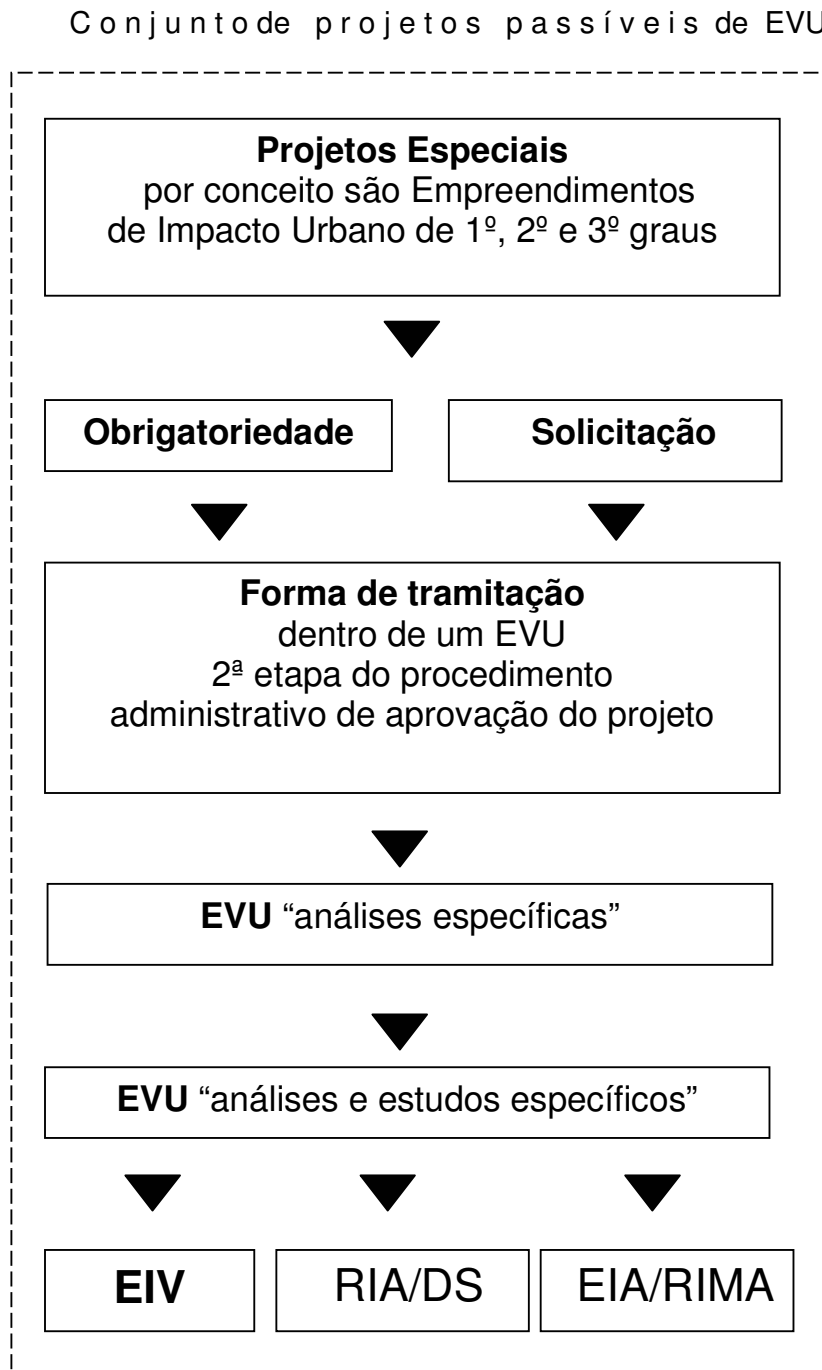 Conjunto de projetos passíveis de EVU
Projetos Especiais
por conceito são Empreendimentos
de Impacto Urbano de 1º, 2º e 3º graus
Obrigatoriedade
Solicitação
Forma de tramitação
dentro de um EVU
2ª etapa do procedimento
administrativo de aprovação do projeto
EVU “análises específicas”
EVU “análises e estudos específicos”
EIV
RIA/DS
EIA/RIMA